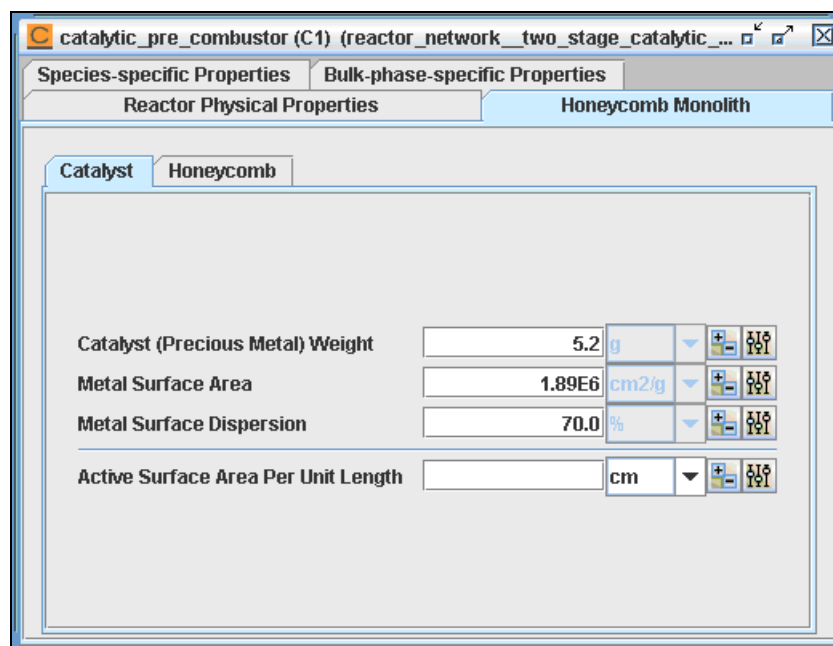 C catalytic_pre_combustor (C1) (reactor_network__two_stage_catalytic_...
Species-specific Properties Bulk-phase-specific Properties
Reactor Physical Properties Honeycomb Monolith
Catalyst Honeycomb
Catalyst (Precious Metal) Weight 5.2 g
Metal Surface Area 1.89E6 cm2/g
Metal Surface Dispersion 70.0 %
Active Surface Area Per Unit Length cm